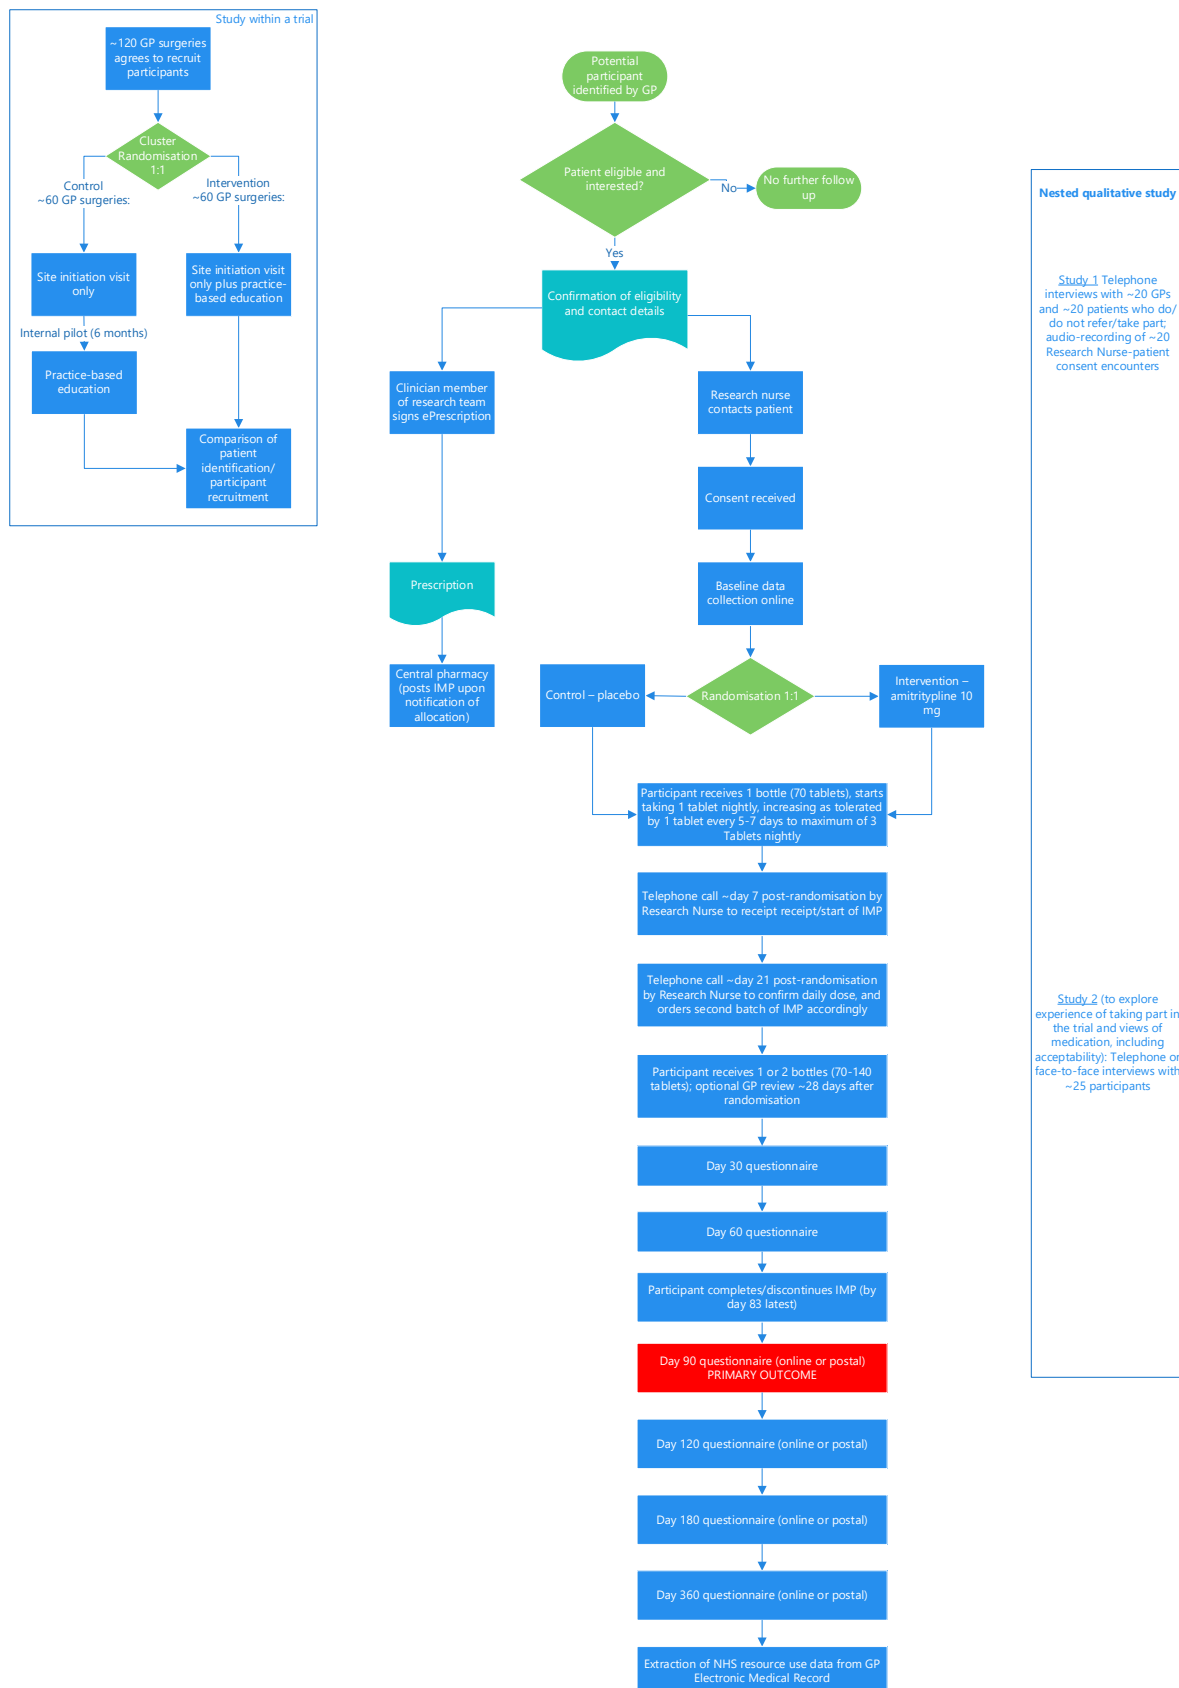 Study within a trial
~120 GP surgeries
agrees to recruit
participants
Cluster
Randomisation
1:1
Control
~60 GP surgeries:
Intervention
~60 GP surgeries:
Site initiation visit
only
Site initiation visit
only plus practice-
based education
Internal pilot (6 months)
Practice-based
education
Comparison of
patient
identification/
participant
recruitment
Potential
participant
identified by GP
Patient eligible and
interested?
No
No further follow
up
Yes
Confirmation of eligibility
and contact details
Clinician member
of research team
signs ePrescription
Research nurse
contacts patient
Consent received
Prescription
Baseline data
collection online
Central pharmacy
(posts IMP upon
notification of
allocation)
Control – placebo
Randomisation 1:1
Intervention –
amitritypline 10
mg
Participant receives 1 bottle (70 tablets), starts
taking 1 tablet nightly, increasing as tolerated
by 1 tablet every 5-7 days to maximum of 3
Tablets nightly
Telephone call ~day 7 post-randomisation by
Research Nurse to receipt receipt/start of IMP
Telephone call ~day 21 post-randomisation
by Research Nurse to confirm daily dose, and
orders second batch of IMP accordingly
Participant receives 1 or 2 bottles (70-140
tablets); optional GP review ~28 days after
randomisation
Day 30 questionnaire
Day 60 questionnaire
Participant completes/discontinues IMP (by
day 83 latest)
Day 90 questionnaire (online or postal)
PRIMARY OUTCOME
Day 120 questionnaire (online or postal)
Day 180 questionnaire (online or postal)
Day 360 questionnaire (online or postal)
Extraction of NHS resource use data from GP
Electronic Medical Record
Nested qualitative study
Study 1 Telephone
interviews with ~20 GPs
and ~20 patients who do/
do not refer/take part;
audio-recording of ~20
Research Nurse-patient
consent encounters
Study 2 (to explore
experience of taking part in
the trial and views of
medication, including
acceptability): Telephone or
face-to-face interviews with
~25 participants